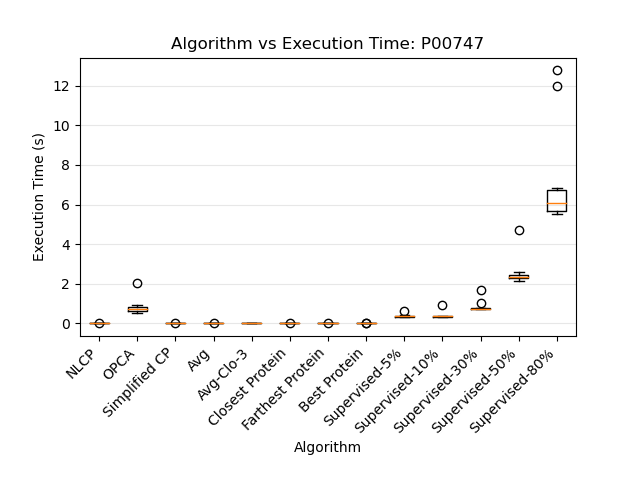 Algorithm vs Execution Time: P00747
Execution Time (s)
12
10
8
6
4
2
0
NLCP
OPCA
Simplified CP
Avg
Avg-Clo-3
Closest Protein
Farthest Protein
Best Protein
Supervised-5%
Supervised-10%
Supervised-30%
Supervised-50%
Supervised-80%
Algorithm